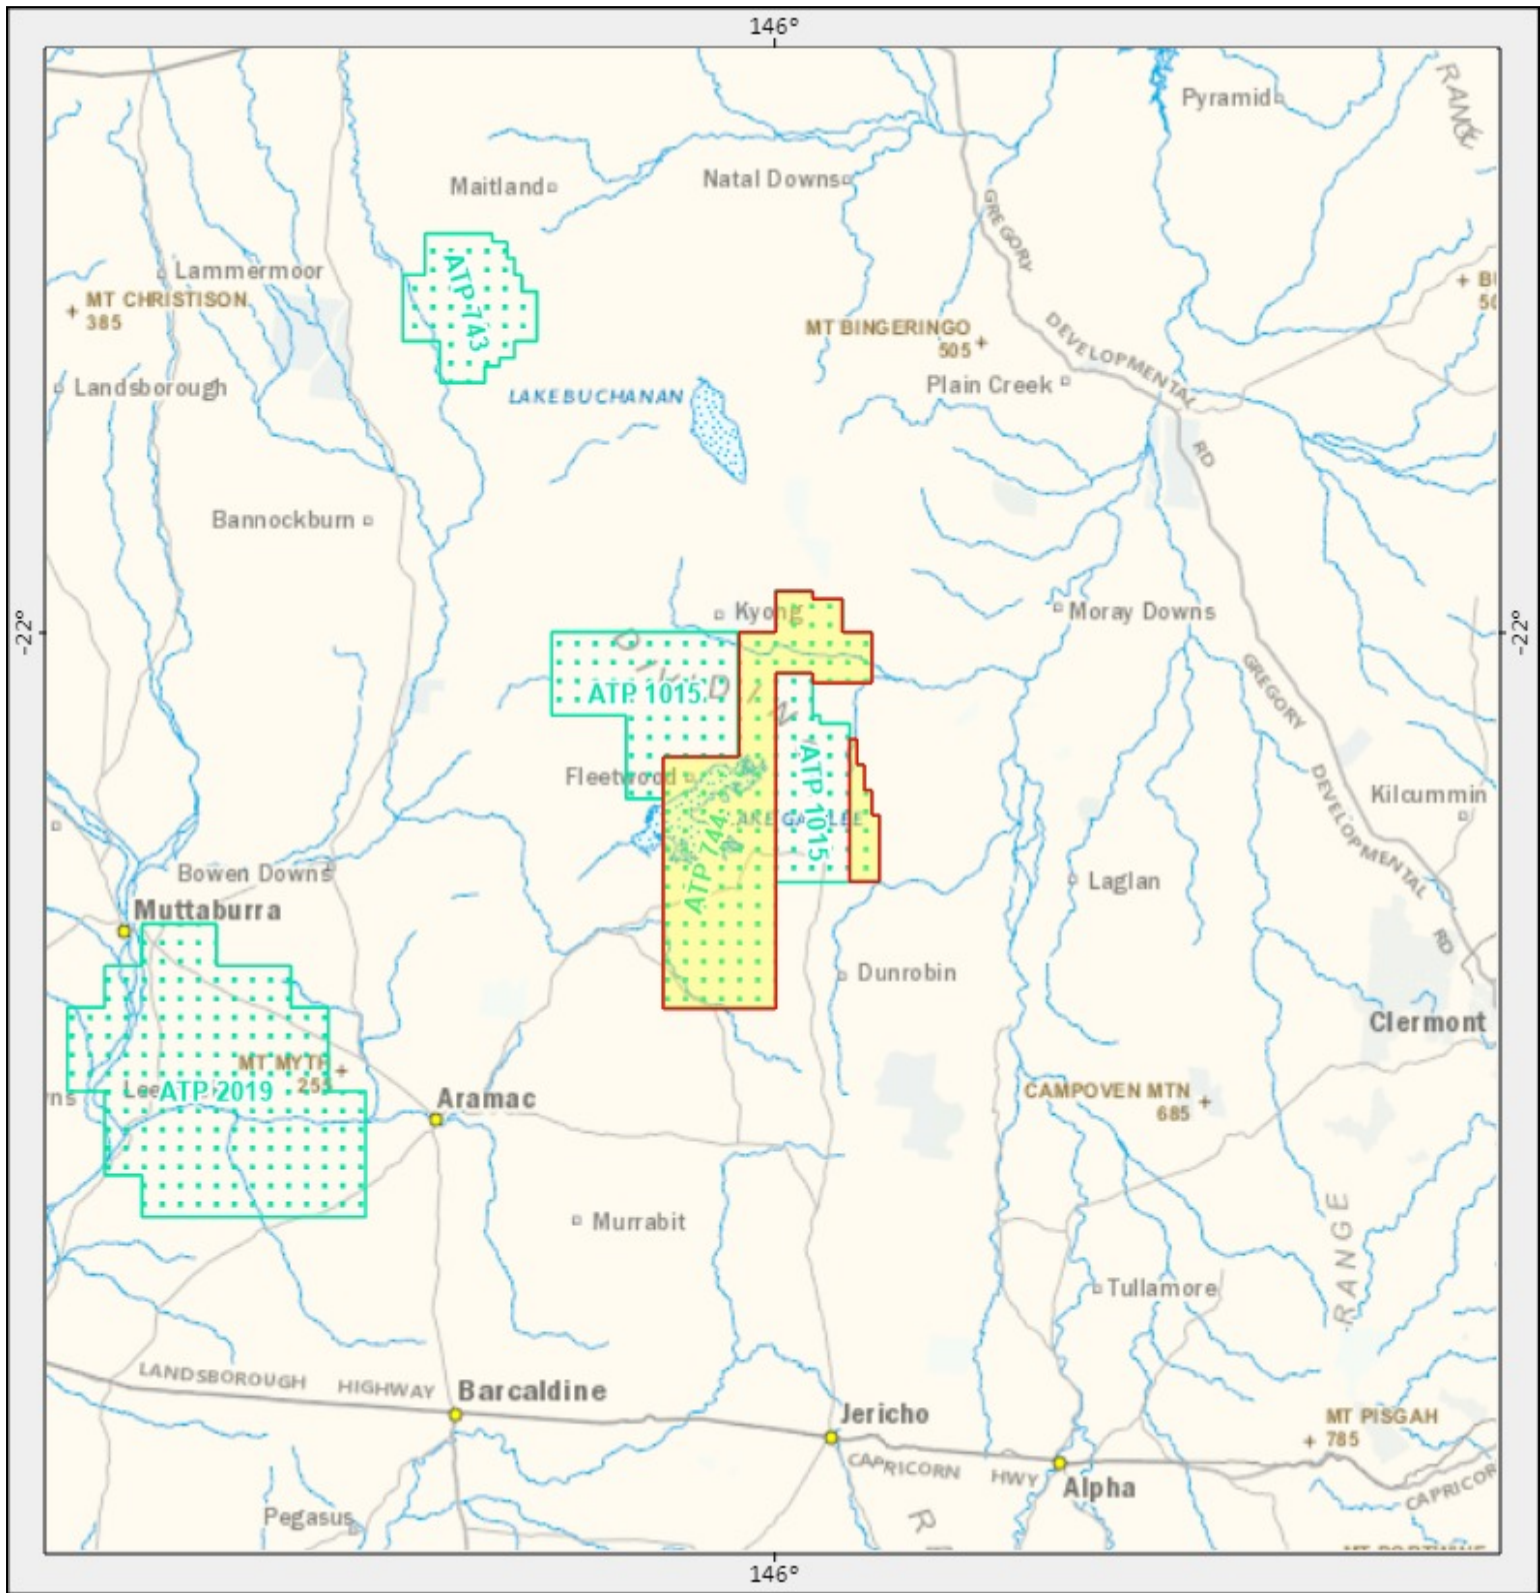 146°
RANGE
Pyramid
Maitland
Natal Downs
GREGORY
Lammermoor
ATP 743
MT CHRISTISON
385
MT BINGERINGO
505
DEVELOPMENTAL
Landsborough
LAKE BUCHANAN
Plain Creek
RD
Bannockburn
Kyong
Moray Downs
-22°
-22°
ATP 1015
GREGORY
Fleetwood
ATP 1015
DEVELOPMENTAL
Kilcummin
ATP 744
Bowen Downs
Laglan
Muttaburra
RD
Dunrobin
Clermont
MT MYTH
255
ATP 2019
Aramac
CAMPOVEN MTN
685
Murrabit
RANGE
Tullamore
LANDSBOROUGH HIGHWAY
Barcaldine
Jericho
MT PISGAH
785
CAPRICORN HWY
Alpha
CAPRICOR
Pegasus
146°